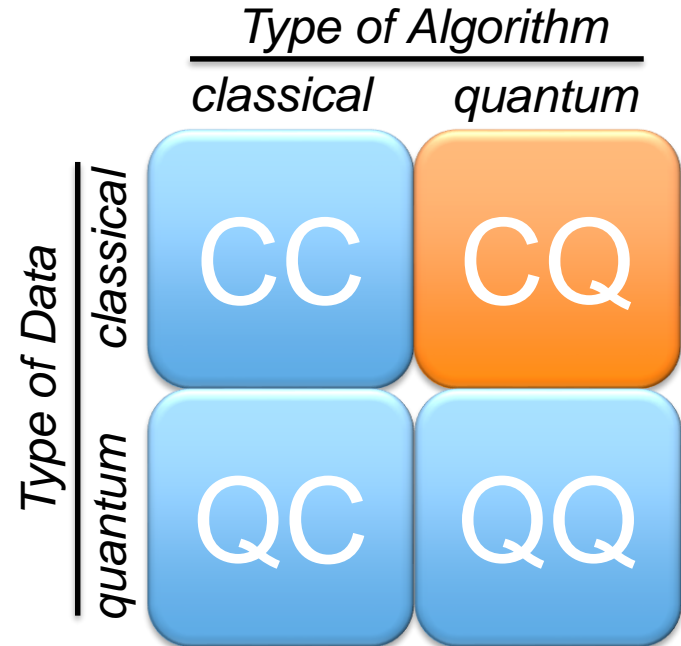 Type of Algorithm
classical quantum
Type of Data
classical
CC CQ
quantum
QC QQ